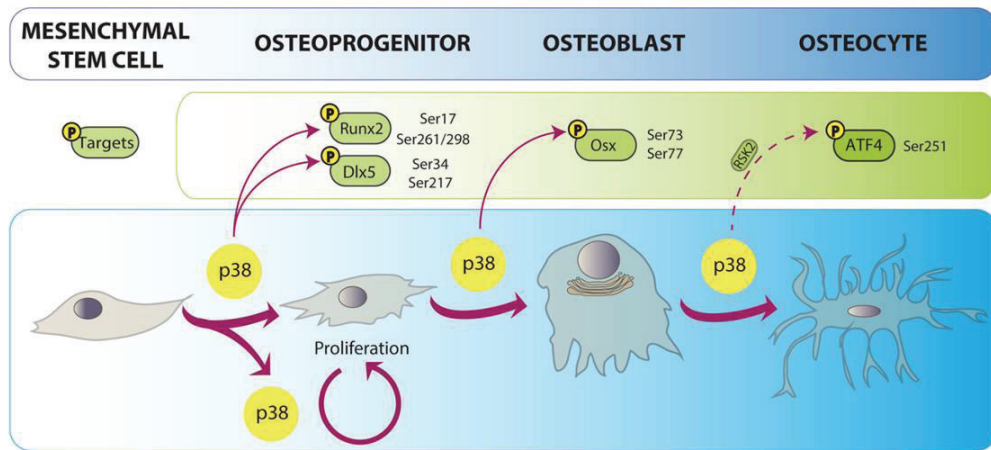 MESENCHYMAL
STEM CELL
OSTEOPROGENITOR
OSTEOBLAST
OSTEOCYTE
P
Targets
P
Runx2
Ser17
Ser261/298
P
Dlx5
Ser34
Ser217
P
Osx
Ser73
Ser77
RSK2
P
ATF4
Ser251
p38
p38
p38
Proliferation
p38